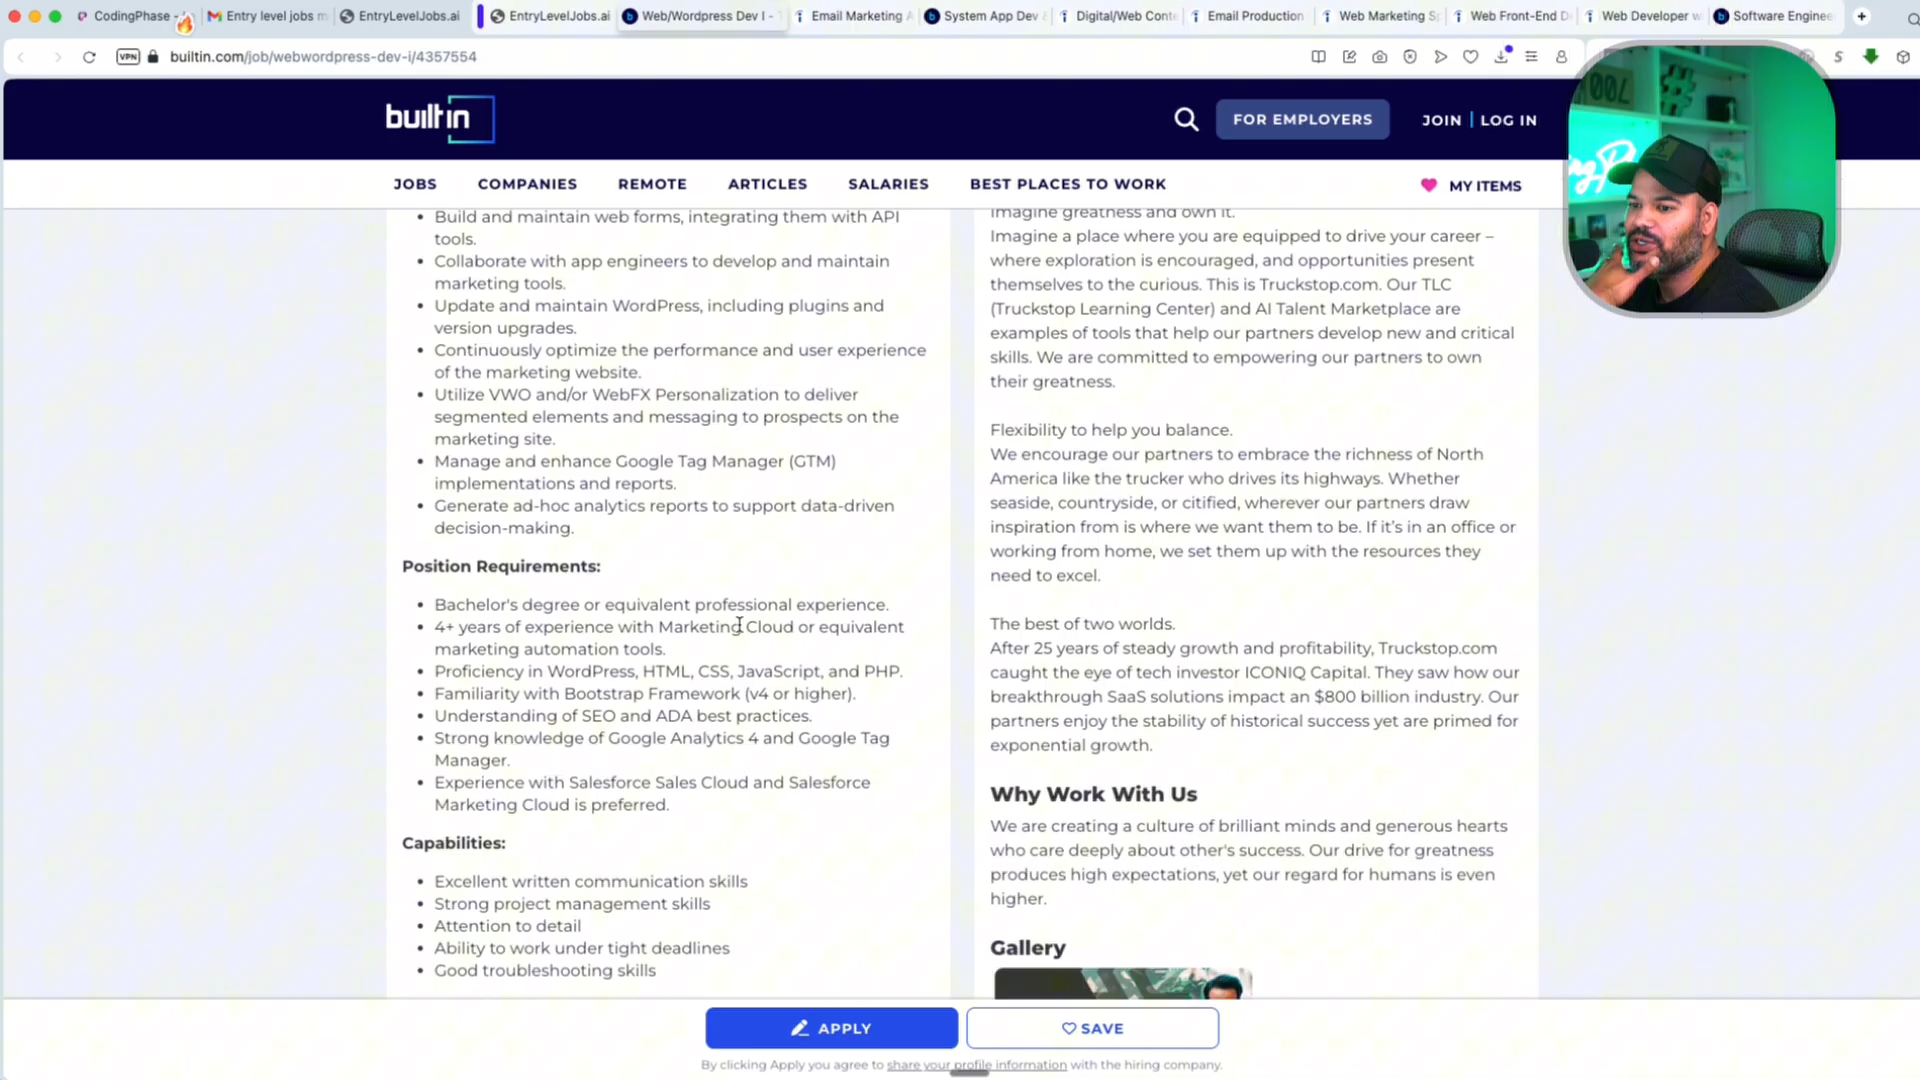 CodingPhase -
Entry level jobs m
EntryLevelJobs.ai
EntryLevelJobs.ai
Web/Wordpress Dev I -
Email Marketing A
System App Dev &
Digital/Web Conte
Email Production
Web Marketing Sp
Web Front-End D
Web Developer w
Software Enginee
VPN
builtin.com/job/webwordpress-dev-i/4357554
builtin
FOR EMPLOYERS
JOIN | LOG IN
JOBS
COMPANIES
REMOTE
ARTICLES
SALARIES
BEST PLACES TO WORK
MY ITEMS
• Build and maintain web forms, integrating them with API
tools.
• Collaborate with app engineers to develop and maintain
marketing tools.
• Update and maintain WordPress, including plugins and
version upgrades.
• Continuously optimize the performance and user experience
of the marketing website.
• Utilize VWO and/or WebFX Personalization to deliver
segmented elements and messaging to prospects on the
marketing site.
• Manage and enhance Google Tag Manager (GTM)
implementations and reports.
• Generate ad-hoc analytics reports to support data-driven
decision-making.
Position Requirements:
• Bachelor's degree or equivalent professional experience.
• 4+ years of experience with Marketing Cloud or equivalent
marketing automation tools.
• Proficiency in WordPress, HTML, CSS, JavaScript, and PHP.
• Familiarity with Bootstrap Framework (v4 or higher).
• Understanding of SEO and ADA best practices.
• Strong knowledge of Google Analytics 4 and Google Tag
Manager.
• Experience with Salesforce Sales Cloud and Salesforce
Marketing Cloud is preferred.
Capabilities:
• Excellent written communication skills
• Strong project management skills
• Attention to detail
• Ability to work under tight deadlines
• Good troubleshooting skills
Imagine greatness and own it.
Imagine a place where you are equipped to drive your career –
where exploration is encouraged, and opportunities present
themselves to the curious. This is Truckstop.com. Our TLC
(Truckstop Learning Center) and AI Talent Marketplace are
examples of tools that help our partners develop new and critical
skills. We are committed to empowering our partners to own
their greatness.
Flexibility to help you balance.
We encourage our partners to embrace the richness of North
America like the trucker who drives its highways. Whether
seaside, countryside, or citified, wherever our partners draw
inspiration from is where we want them to be. If it's in an office or
working from home, we set them up with the resources they
need to excel.
The best of two worlds.
After 25 years of steady growth and profitability, Truckstop.com
caught the eye of tech investor ICONIQ Capital. They saw how our
breakthrough SaaS solutions impact an $800 billion industry. Our
partners enjoy the stability of historical success yet are primed for
exponential growth.
Why Work With Us
We are creating a culture of brilliant minds and generous hearts
who care deeply about other's success. Our drive for greatness
produces high expectations, yet our regard for humans is even
higher.
Gallery
APPLY
SAVE
By clicking Apply you agree to share your profile information with the hiring company.